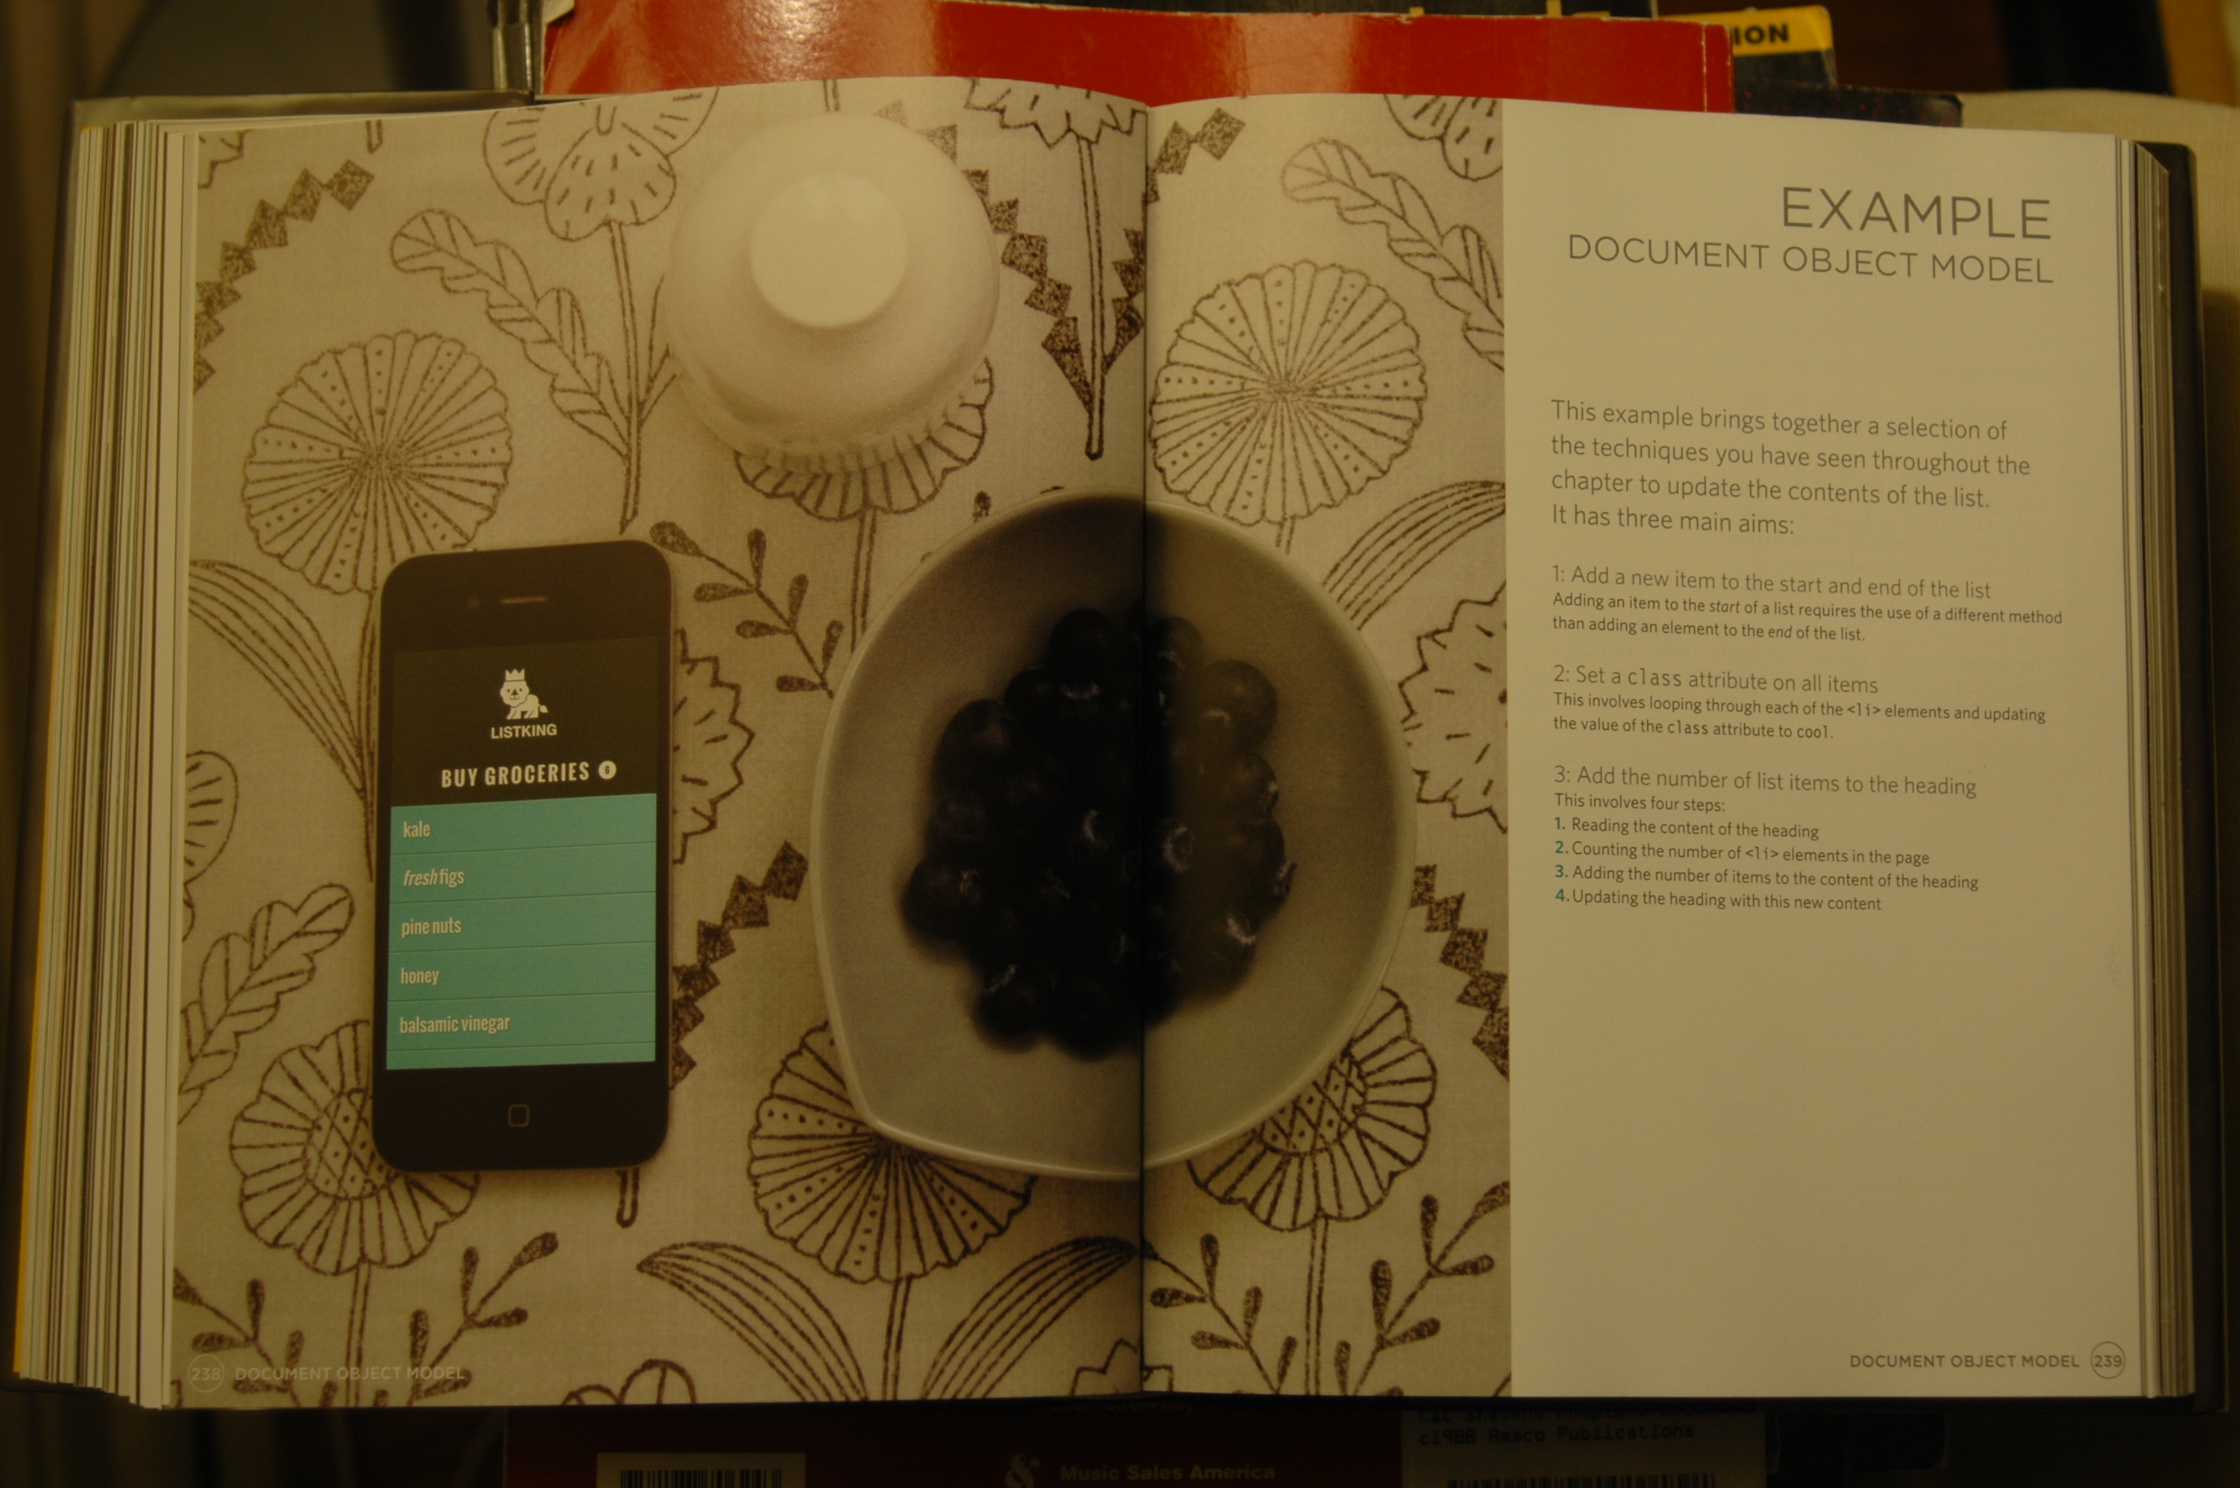 ION
LISTKING
BUY GROCERIES 6
kale
fresh figs
pine nuts
honey
balsamic vinegar
238 DOCUMENT OBJECT MODEL
EXAMPLE
DOCUMENT OBJECT MODEL
This example brings together a selection of
the techniques you have seen throughout the
chapter to update the contents of the list.
It has three main aims:
1: Add a new item to the start and end of the list
Adding an item to the start of a list requires the use of a different method
than adding an element to the end of the list.
2: Set a class attribute on all items
This involves looping through each of the <li> elements and updating
the value of the class attribute to cool.
3: Add the number of list items to the heading
This involves four steps:
1. Reading the content of the heading
2. Counting the number of <li> elements in the page
3. Adding the number of items to the content of the heading
4. Updating the heading with this new content
DOCUMENT OBJECT MODEL 239
Cat Stevens Complete
c1988 Amsco Publications
& Music Sales America